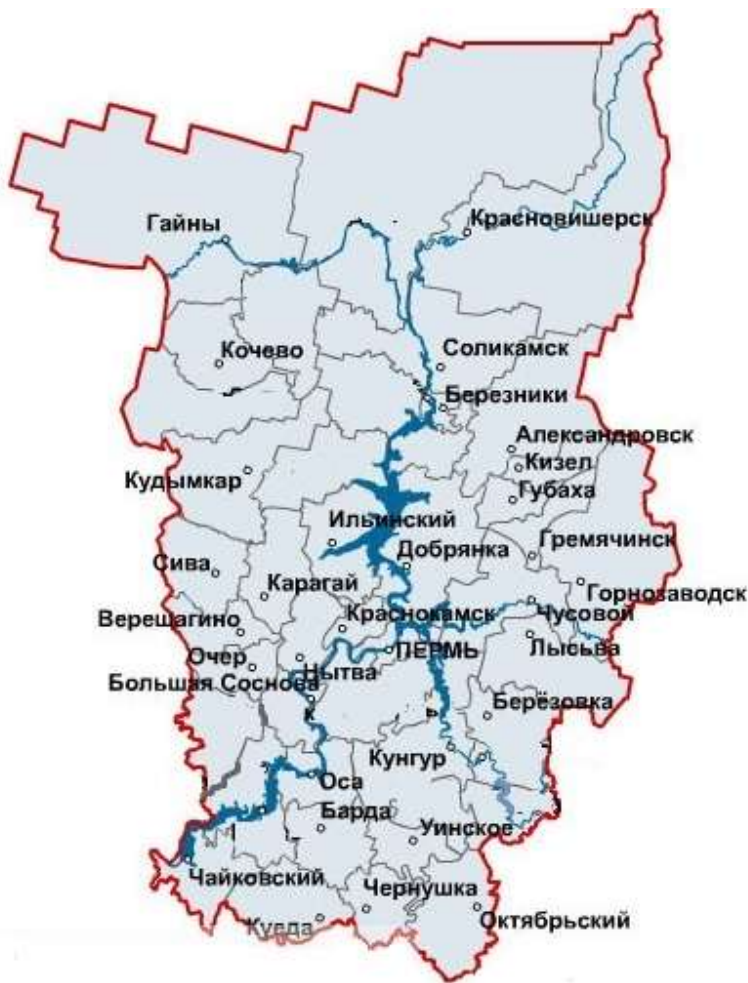 Гайны
Красновишерск
Кочево
Соликамск
Березники
Александровск
Кизел
Кудымкар
Губаха
Ильинский
Гремячинск
Добрянка
Сива
Карагай
Горнозаводск
Чусовой
Верещагино
Краснокамск
Очер
ПЕРМЬ
Лысьва
Нытва
Большая Соснова
Берёзовка
Кунгур
Оса
Барда
Уинское
Чайковский
Чернушка
Куеда
Октябрьский